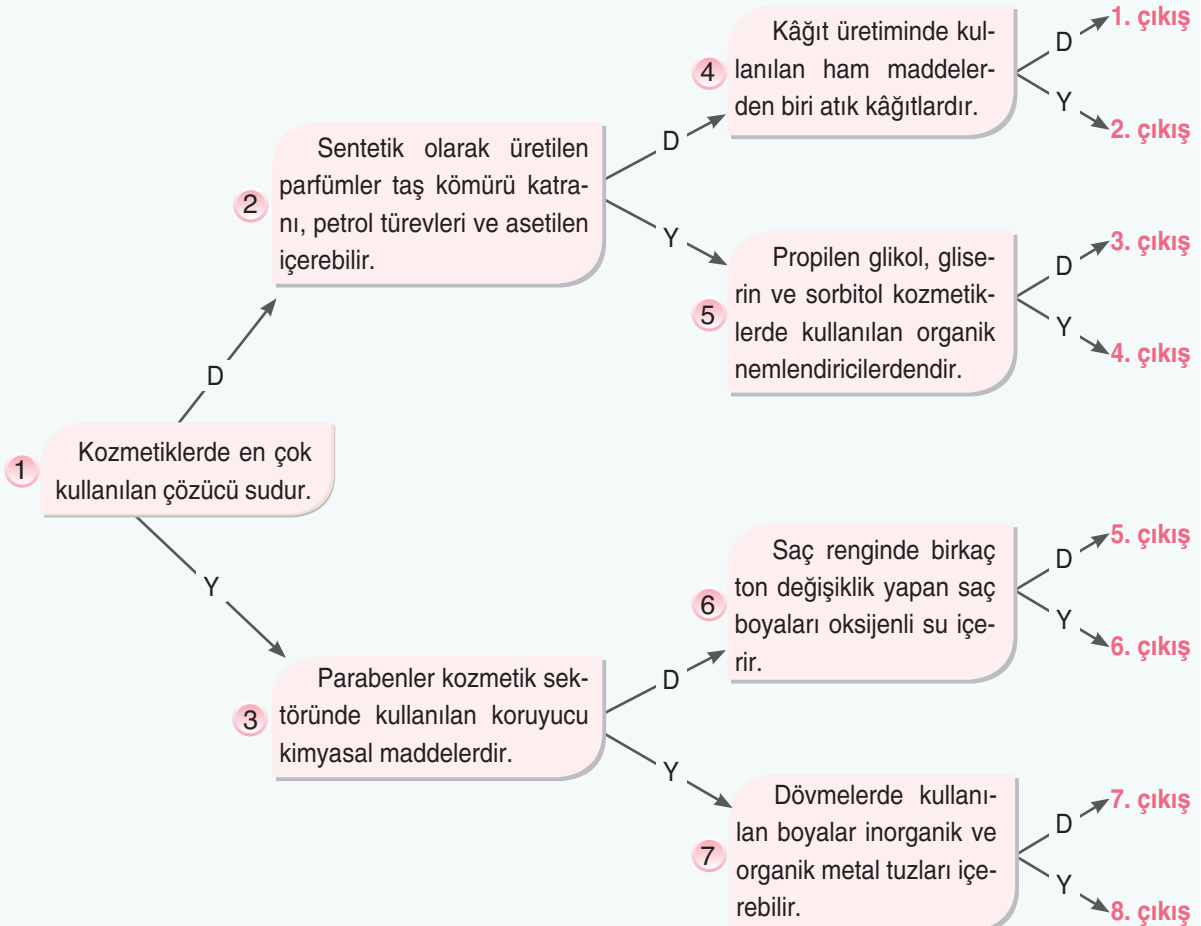 1
Kozmetiklerde en çok
kullanılan çözücü sudur.
D
Y
2
Sentetik olarak üretilen
parfümler taş kömürü katra-
nı, petrol türevleri ve asetilen
içerebilir.
D
Y
3
Parabenler kozmetik sek-
töründe kullanılan koruyucu
kimyasal maddelerdir.
D
Y
4
Kâğıt üretiminde kul-
lanılan ham maddeler-
den biri atık kâğıtlardır.
D
1. çıkış
Y
2. çıkış
5
Propilen glikol, glise-
rin ve sorbitol kozmetik-
lerde kullanılan organik
nemlendiricilerdendir.
D
3. çıkış
Y
4. çıkış
6
Saç renginde birkaç
ton değişiklik yapan saç
boyaları oksijenli su içe-
rir.
D
5. çıkış
Y
6. çıkış
7
Dövmelerde kullanı-
lan boyalar inorganik ve
organik metal tuzları içe-
rebilir.
D
7. çıkış
Y
8. çıkış